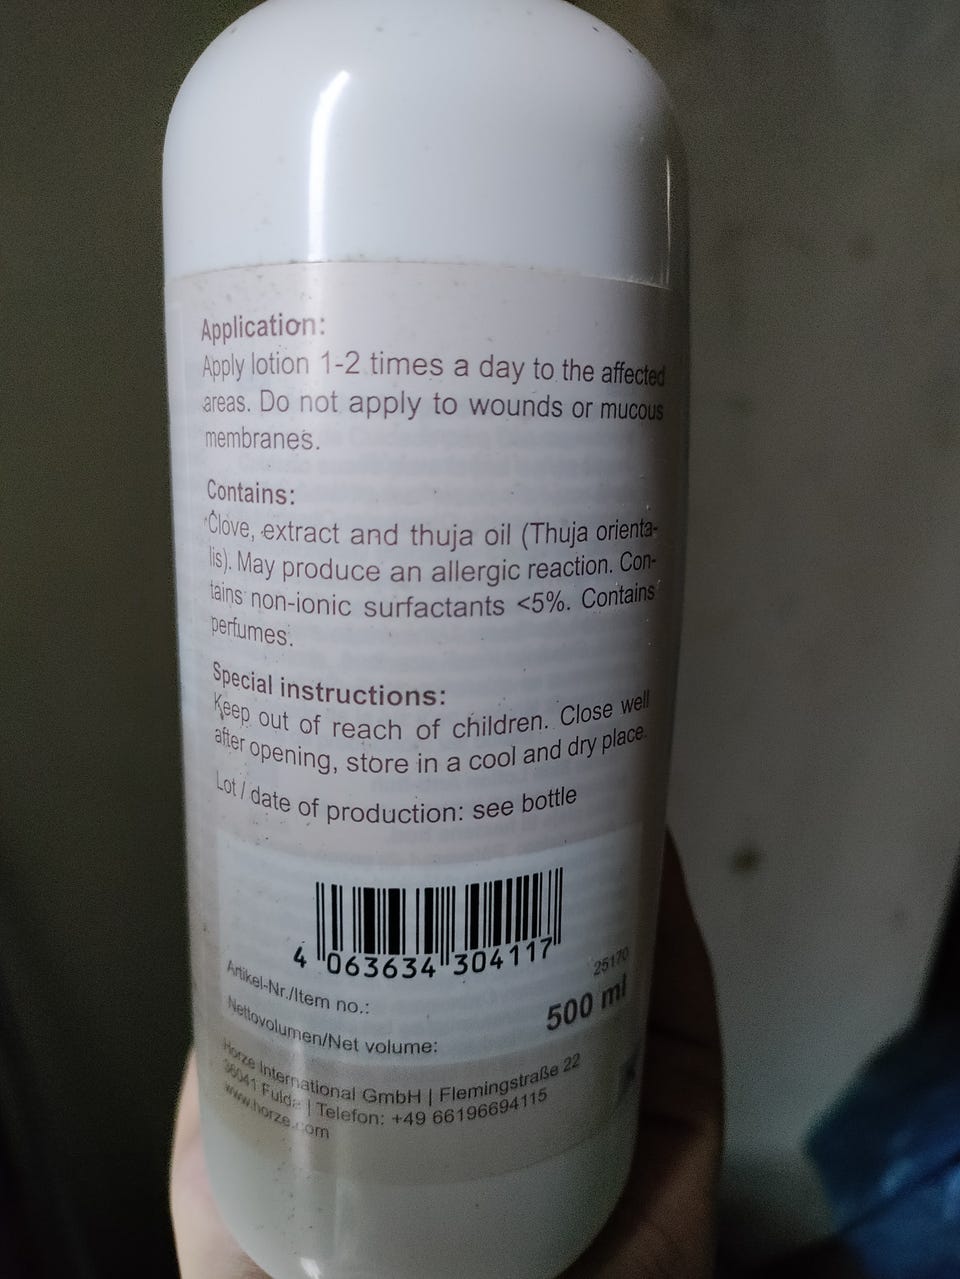 Application:
Apply lotion 1-2 times a day to the affected
areas. Do not apply to wounds or mucous
membranes.
Contains:
Clove, extract and thuja oil (Thuja orienta-
lis). May produce an allergic reaction. Con-
tains non-ionic surfactants <5%. Contains
perfumes.
Special instructions:
Keep out of reach of children. Close well
after opening, store in a cool and dry place.
Lot / date of production: see bottle
4 063634 304117
Artikel-Nr./Item no.: 25170
Nettovolumen/Net volume: 500 ml
Horze International GmbH | Flemingstraße 22
36041 Fulda | Telefon: +49 66196694115
www.horze.com